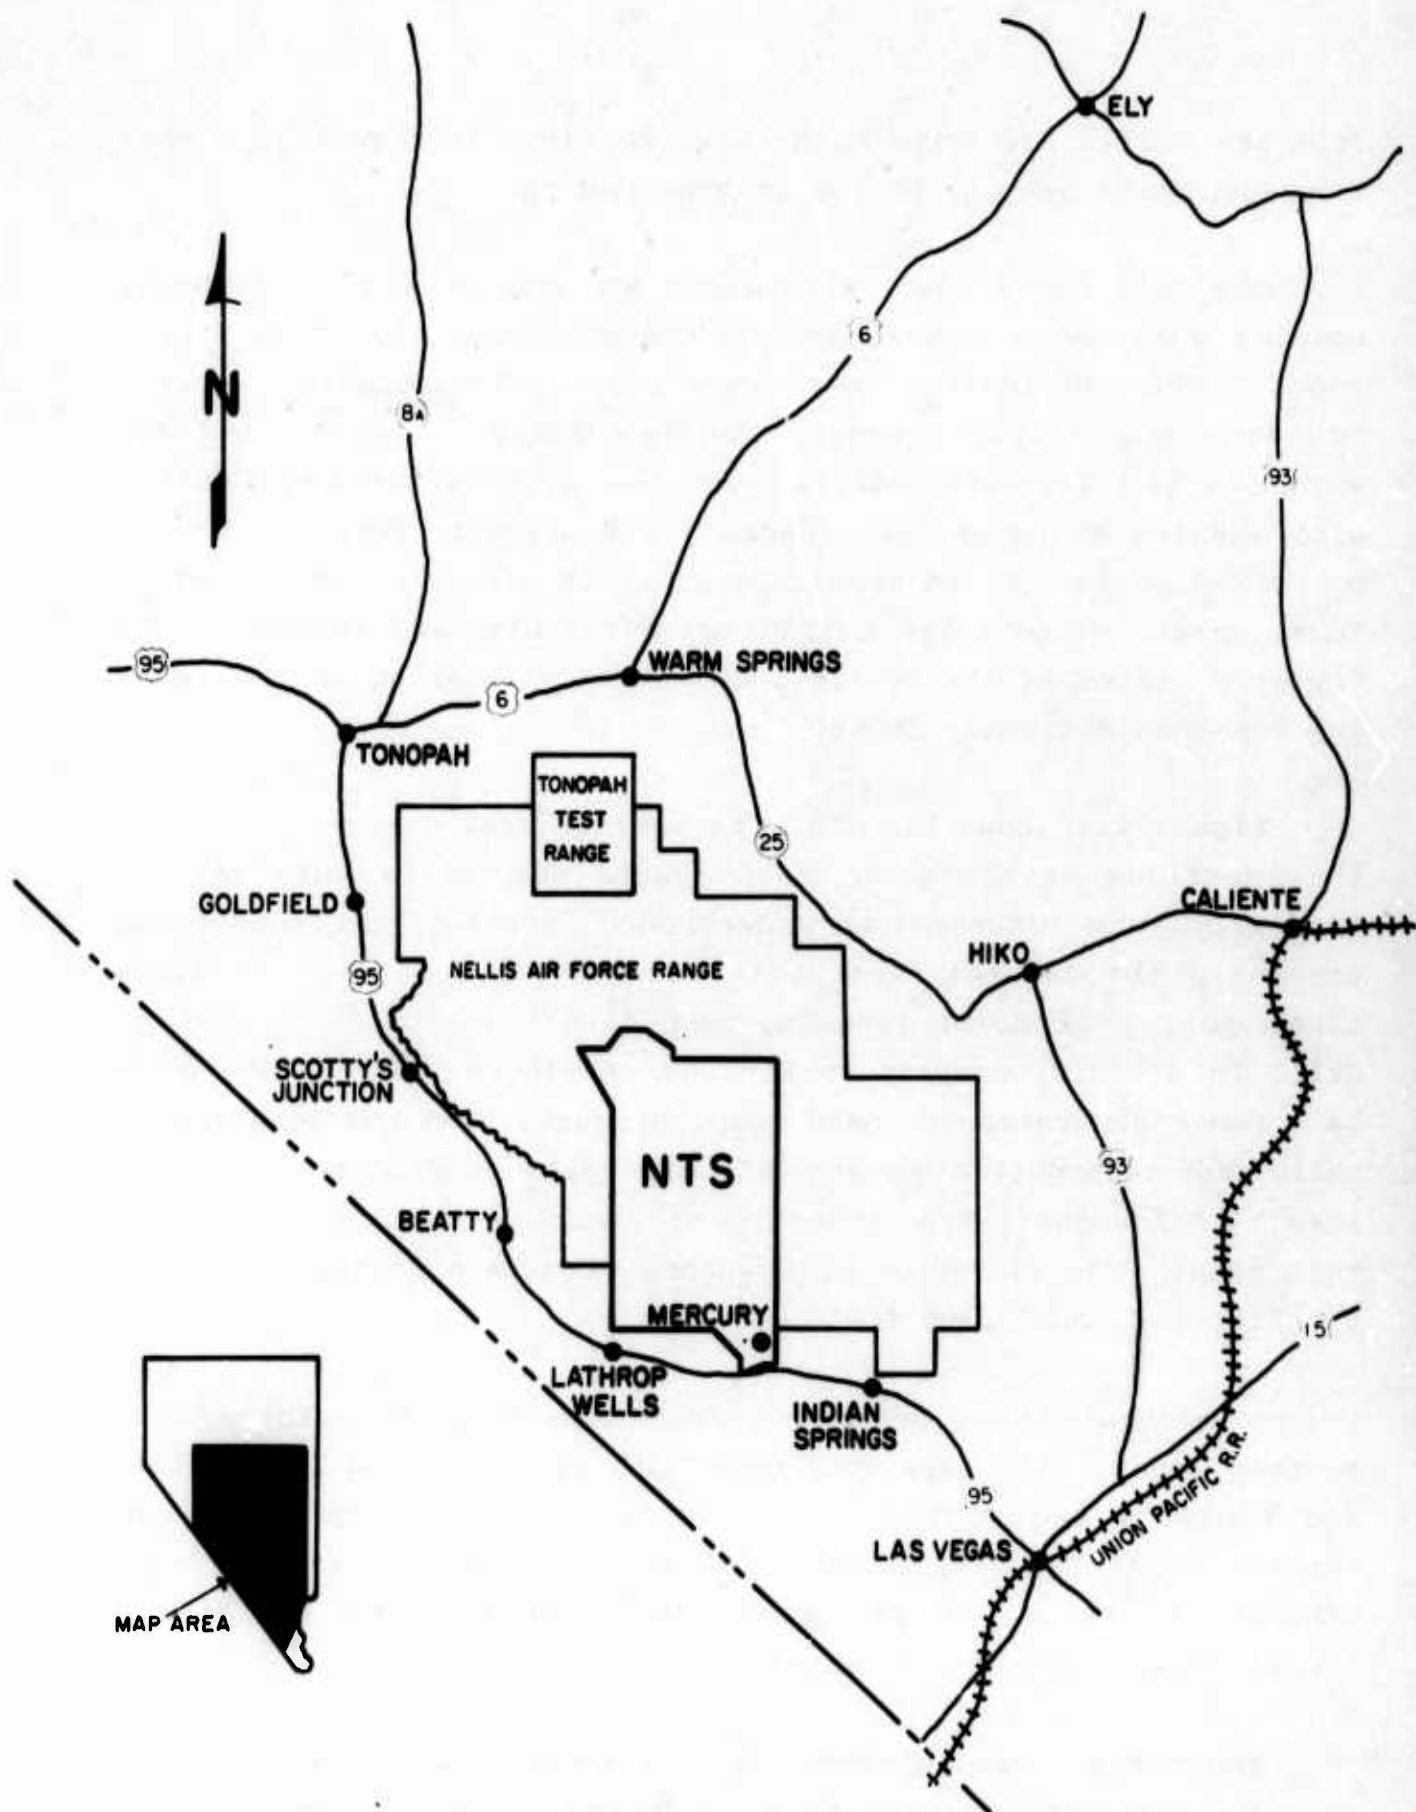 ELY
6
N
8A
93
WARM SPRINGS
95
6
TONOPAH
TONOPAH
TEST
RANGE
25
CALIENTE
GOLDFIELD
HIKO
95
NELLIS AIR FORCE RANGE
SCOTTY'S
JUNCTION
NTS
93
BEATTY
MERCURY
15
LATHROP
WELLS
INDIAN
SPRINGS
95
UNION PACIFIC R.R.
LAS VEGAS
MAP AREA